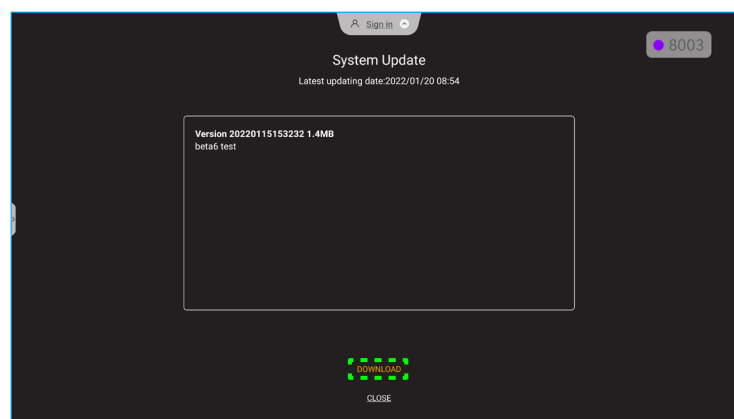 Sign in
8003
System Update
Latest updating date:2022/01/20 08:54
Version 20220115153232 1.4MB
beta6 test
DOWNLOAD
CLOSE